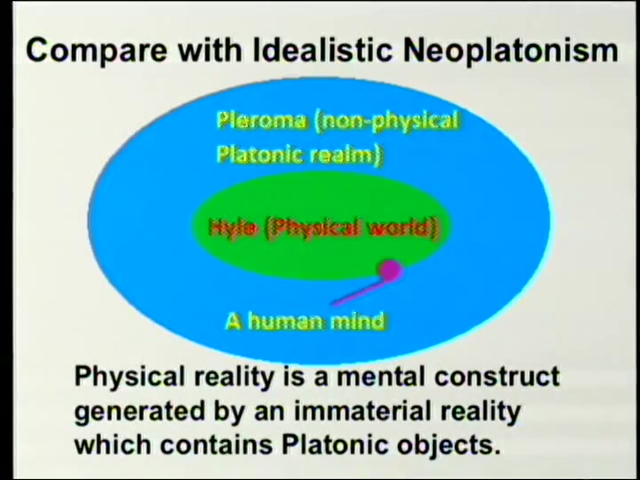 Compare with Idealistic Neoplatonism
Pleroma (non-physical
Platonic realm)
Hyle (Physical world)
A human mind
Physical reality is a mental construct
generated by an immaterial reality
which contains Platonic objects.